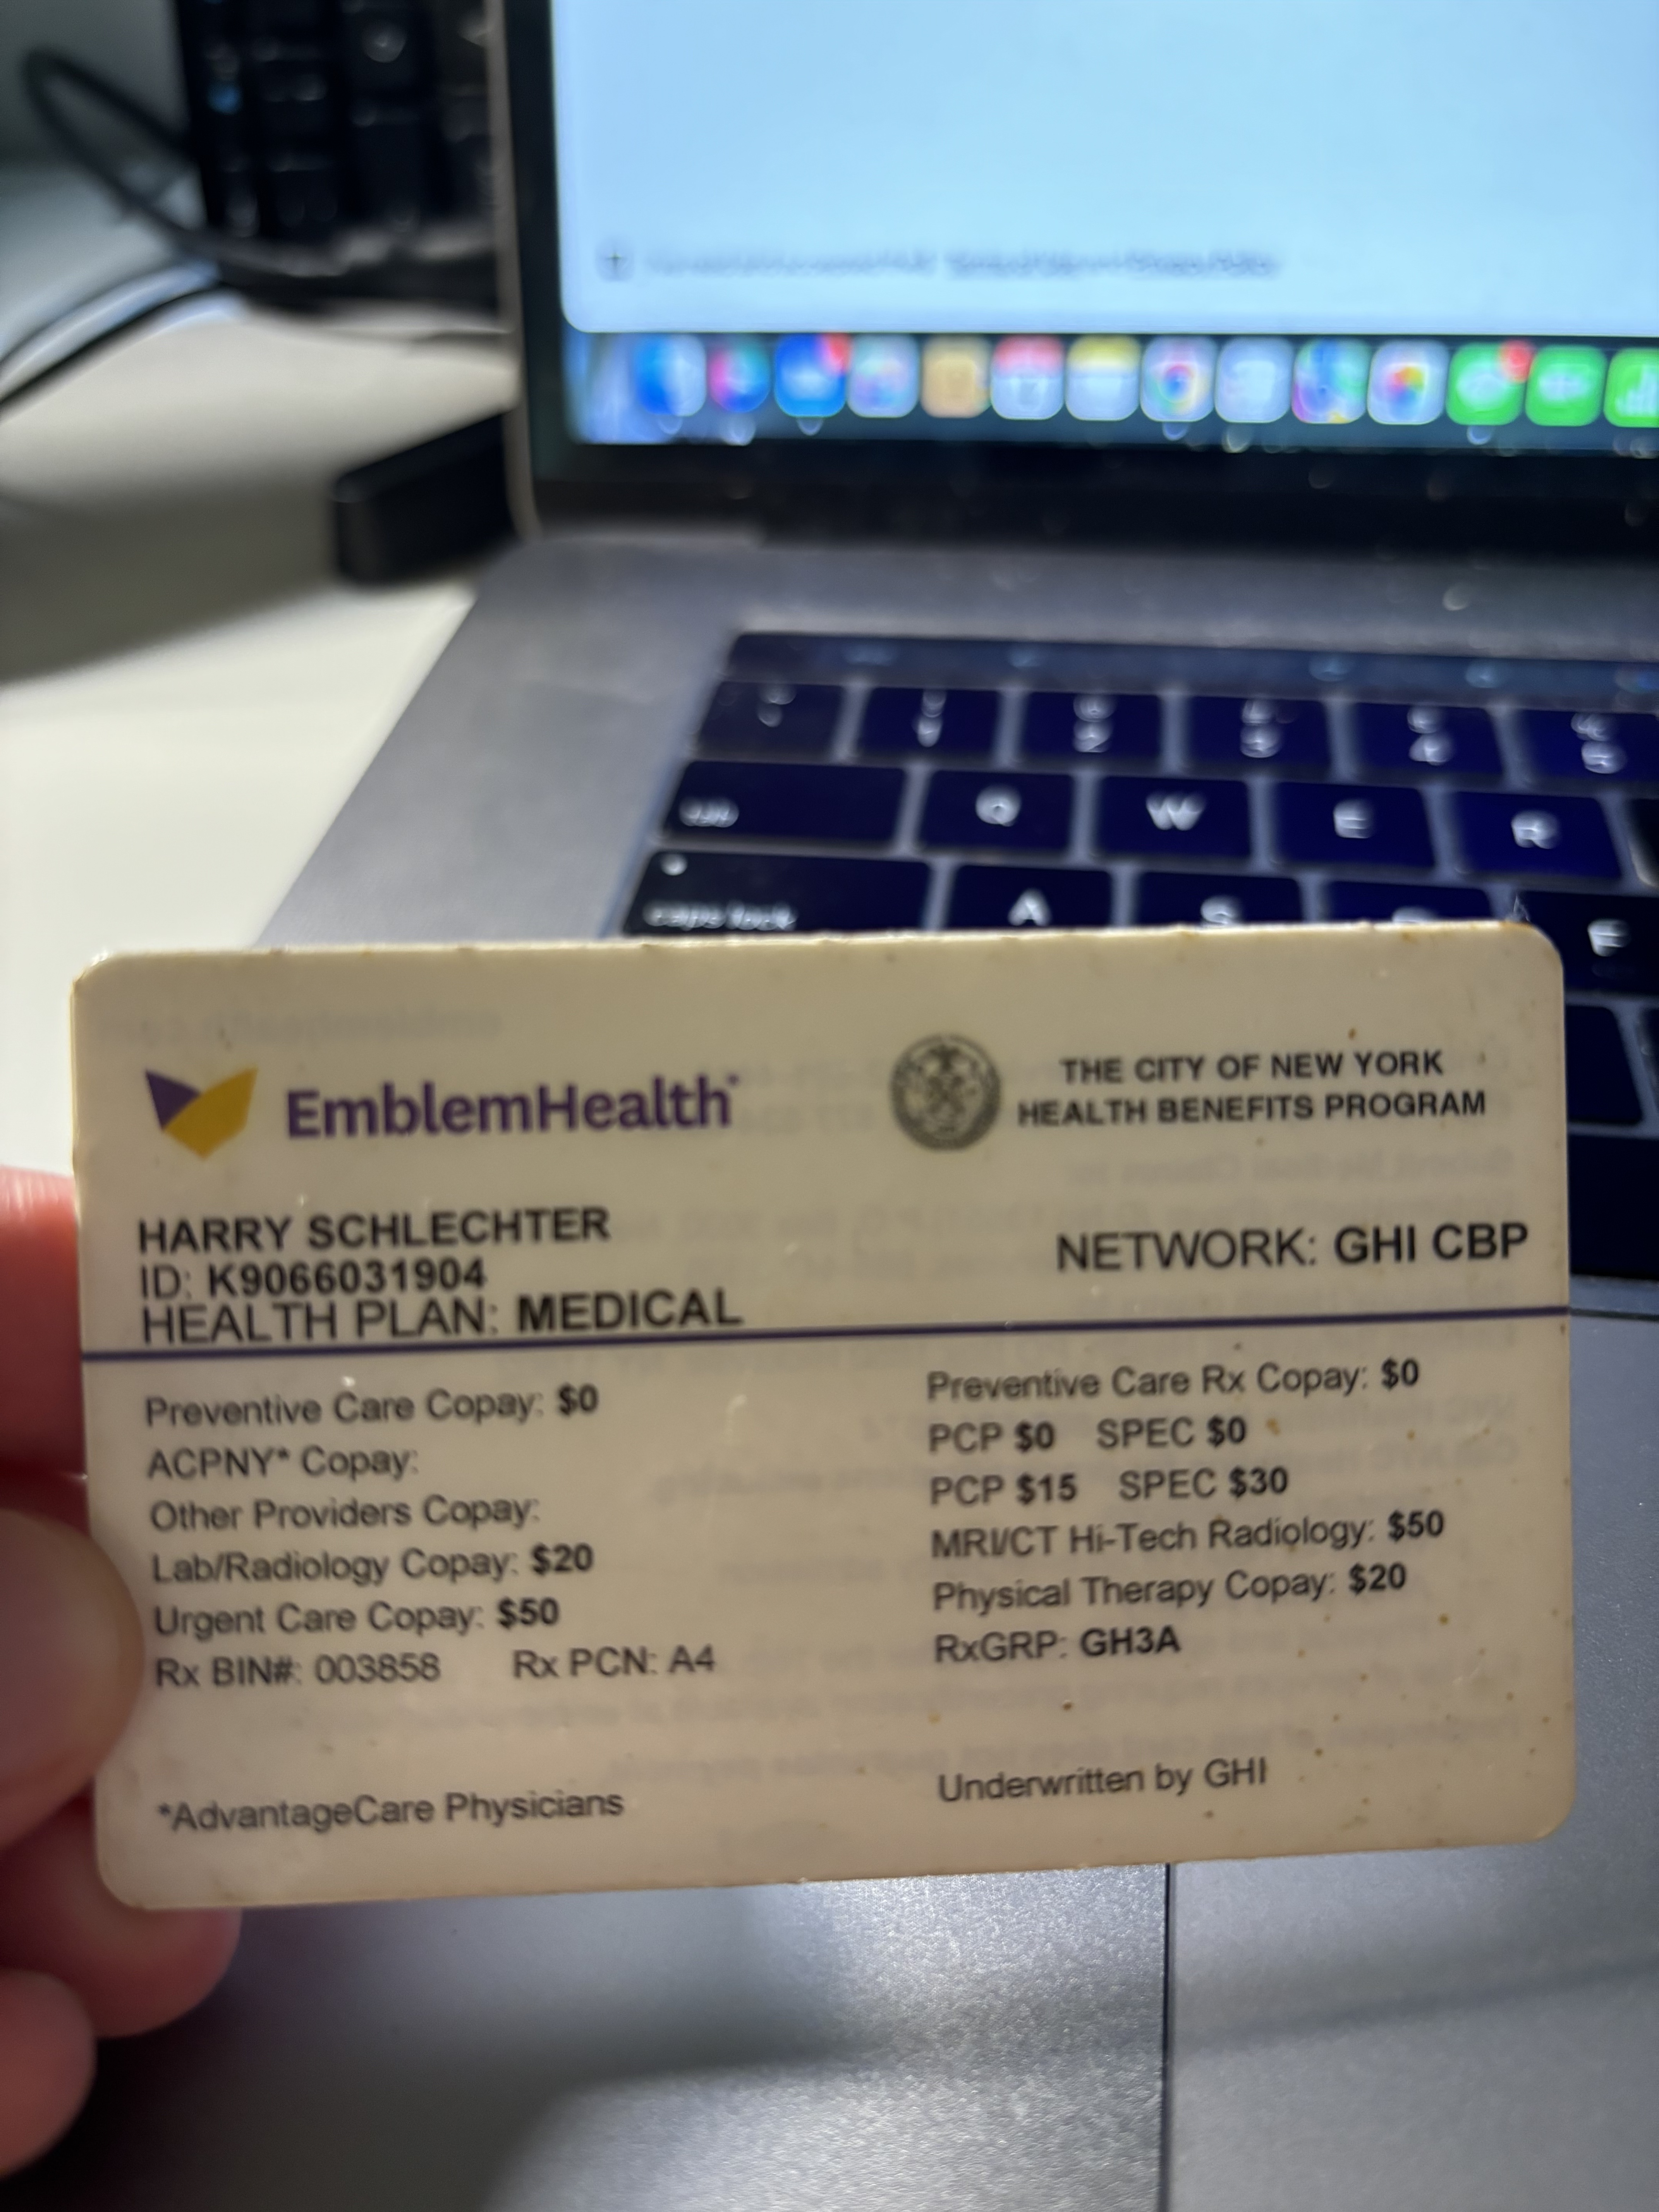 Q W E R
caps lock A S F
EmblemHealth
THE CITY OF NEW YORK
HEALTH BENEFITS PROGRAM
HARRY SCHLECHTER
ID: K9066031904
HEALTH PLAN: MEDICAL
NETWORK: GHI CBP
Preventive Care Copay: $0
ACPNY* Copay:
Other Providers Copay:
Lab/Radiology Copay: $20
Urgent Care Copay: $50
Rx BIN#: 003858 Rx PCN: A4
Preventive Care Rx Copay: $0
PCP $0 SPEC $0
PCP $15 SPEC $30
MRI/CT Hi-Tech Radiology: $50
Physical Therapy Copay: $20
RxGRP: GH3A
*AdvantageCare Physicians
Underwritten by GHI